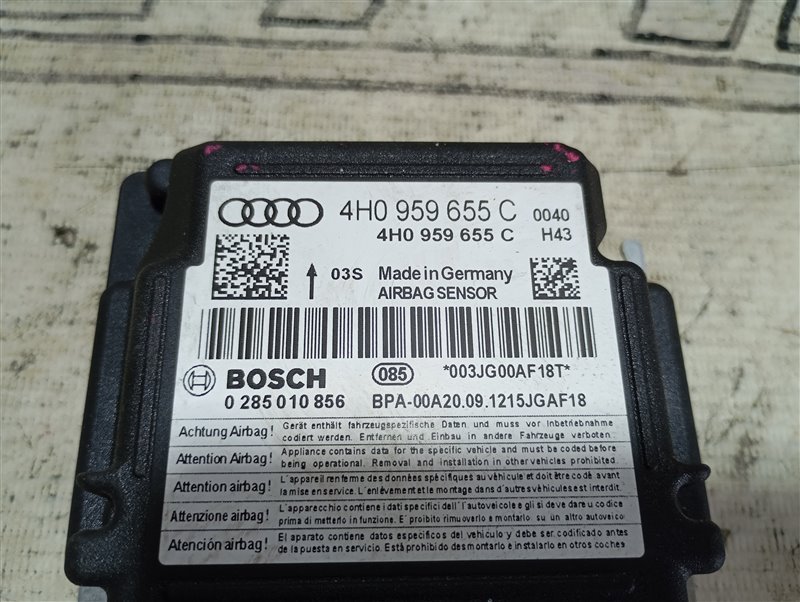 4H0 959 655 C 0040
4H0 959 655 C H43
03S Made in Germany
AIRBAG SENSOR
BOSCH 085 *003JG00AF18T*
0 285 010 856 BPA-00A20.09.1215JGAF18
Achtung Airbag! Gerät enthält fahrzeugspezifische Daten, und muss vor Inbetriebnahme
codiert werden. Entfernen und Einbau in andere Fahrzeuge verboten.
Attention Airbag! Appliance contains data for the specific vehicle and must be coded before
being operational. Removal and installation in other vehicles prohibited.
Attention airbag! L'appareil renferme des données spécifiques au véhicule et doit être codé avant
la mise en service. L'enlèvement et le montage dans d'autres véhicules est interdit.
Attenzione airbag! L'apparecchio contiene i dati specifici dell'l'autoveicolo e gli si deve dare u codice
prima di metterlo in funzione. E proibito rimuoverlo e montarlo su un altro autoveico
Atención airbag! El aparato contiene datos específicos del vehículo y debe ser codificado antes
de la puesta en servicio. Está prohibido desmontarlo e instalarlo en otros coches